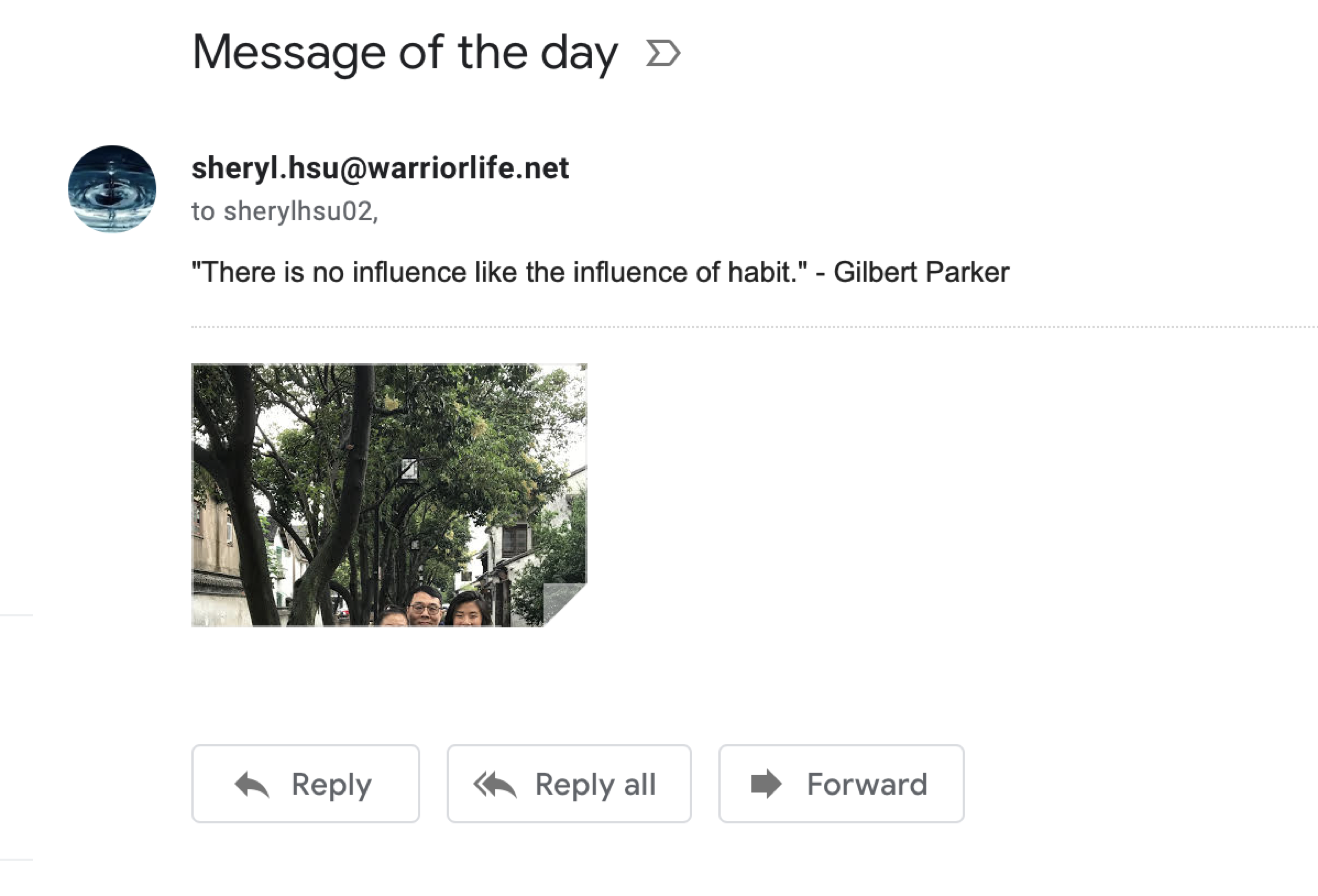 Message of the day
sheryl.hsu@warriorlife.net
to sherylhsu02,
"There is no influence like the influence of habit." - Gilbert Parker
Reply
Reply all
Forward